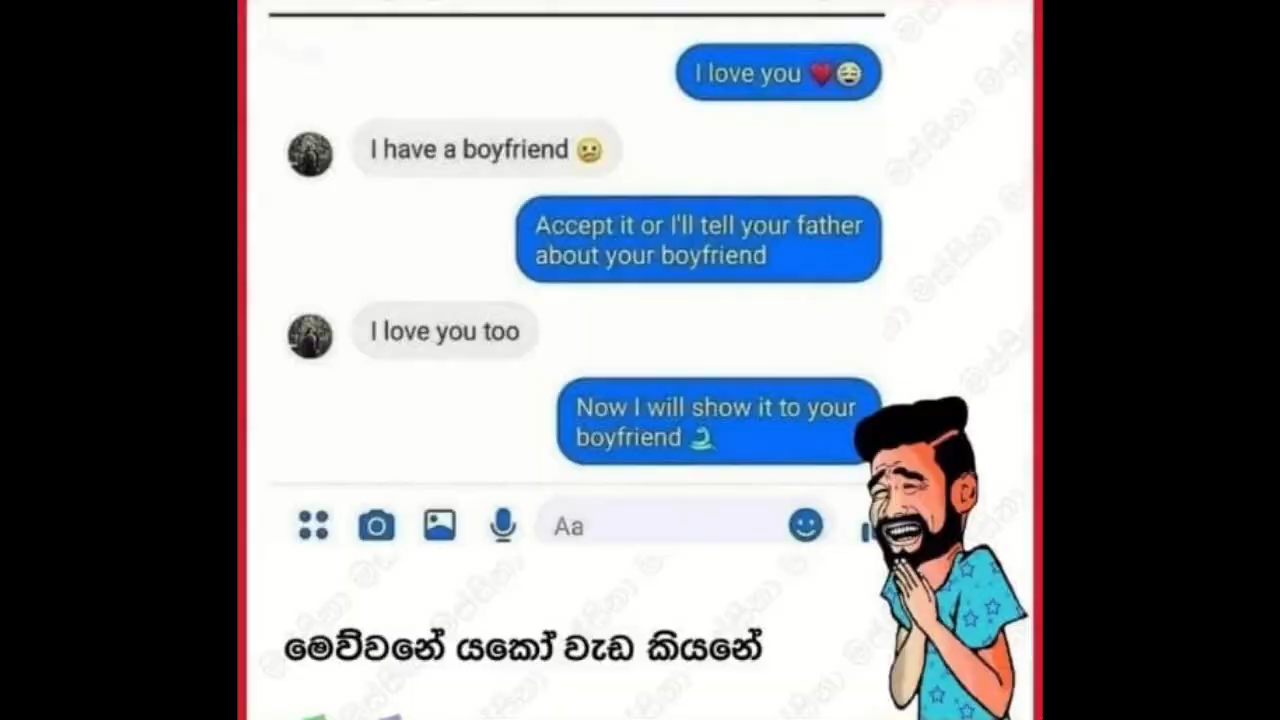 I love you ❤️😩
I have a boyfriend 🫤
Accept it or I'll tell your father
about your boyfriend
I love you too
Now I will show it to your
boyfriend 🌊
Aa
මෙව්වනේ යකෝ වැඩ කියනේ